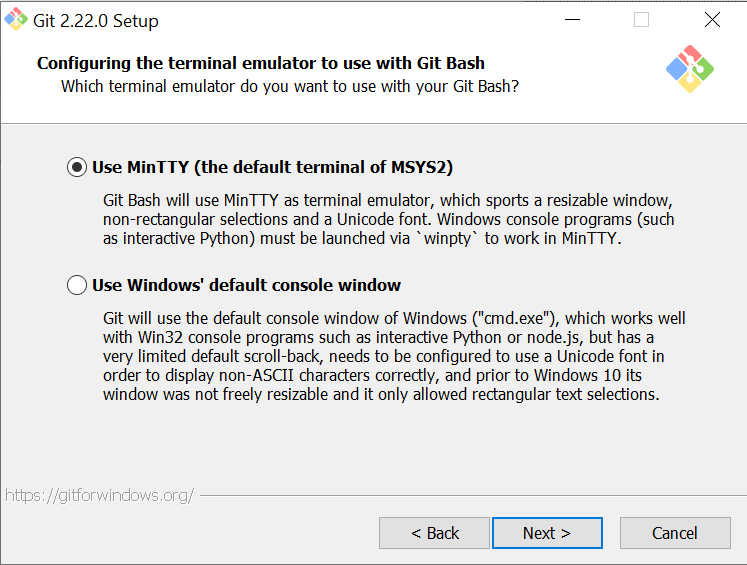 Git 2.22.0 Setup
Configuring the terminal emulator to use with Git Bash
Which terminal emulator do you want to use with your Git Bash?
Use MinTTY (the default terminal of MSYS2)
Git Bash will use MinTTY as terminal emulator, which sports a resizable window,
non-rectangular selections and a Unicode font. Windows console programs (such
as interactive Python) must be launched via `winpty` to work in MinTTY.
Use Windows' default console window
Git will use the default console window of Windows ("cmd.exe"), which works well
with Win32 console programs such as interactive Python or node.js, but has a
very limited default scroll-back, needs to be configured to use a Unicode font in
order to display non-ASCII characters correctly, and prior to Windows 10 its
window was not freely resizable and it only allowed rectangular text selections.
https://gitforwindows.org/
< Back
Next >
Cancel